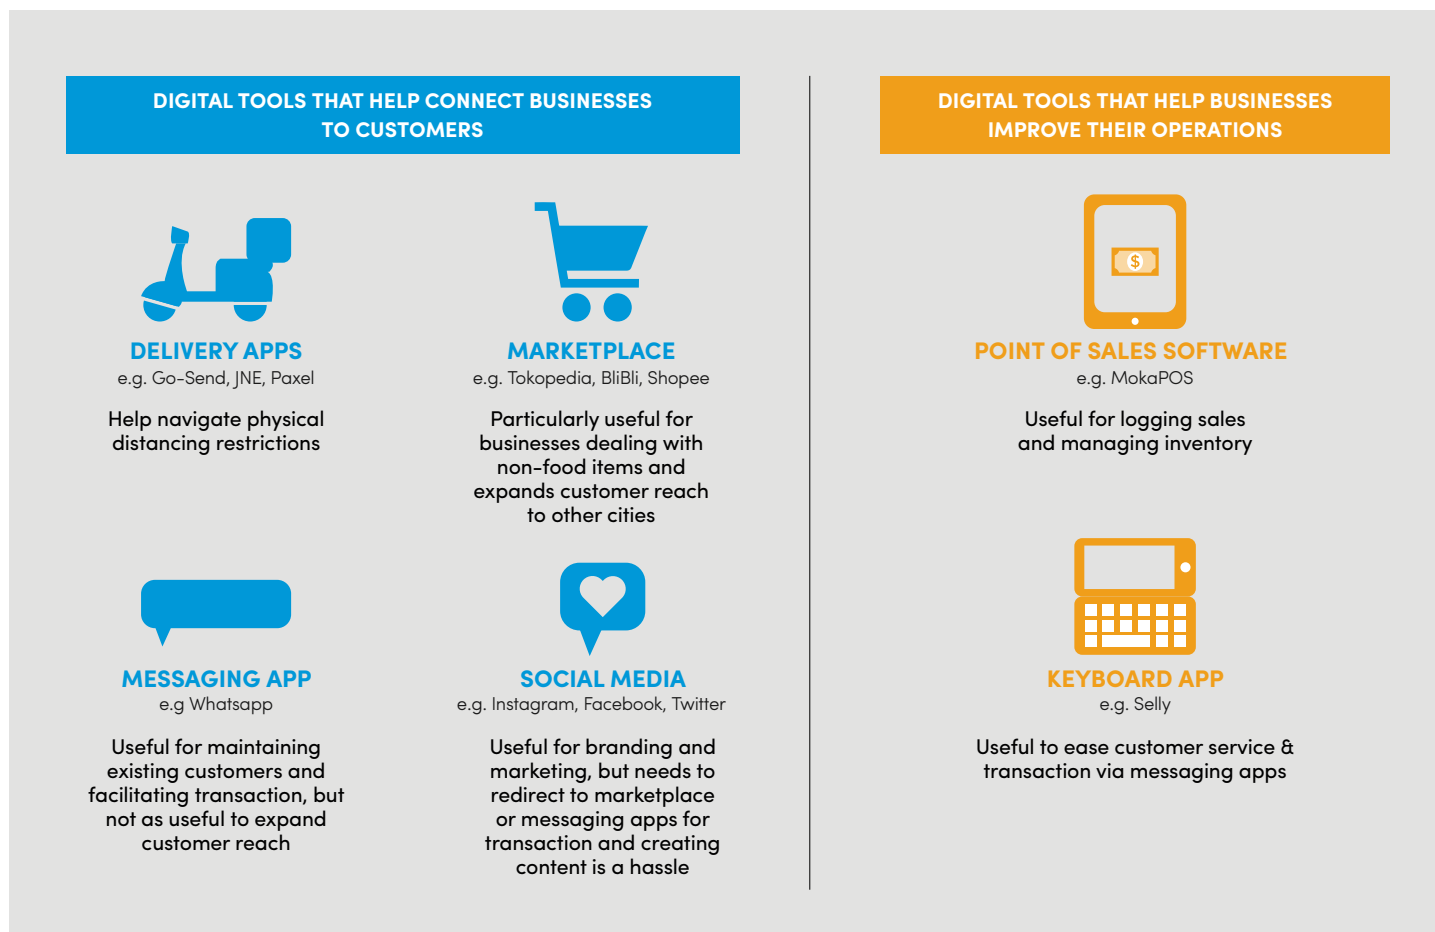 DIGITAL TOOLS THAT HELP CONNECT BUSINESSES
TO CUSTOMERS
DELIVERY APPS
e.g. Go-Send, JNE, Paxel
Help navigate physical
distancing restrictions
MARKETPLACE
e.g. Tokopedia, BliBli, Shopee
Particularly useful for
businesses dealing with
non-food items and
expands customer reach
to other cities
MESSAGING APP
e.g Whatsapp
Useful for maintaining
existing customers and
facilitating transaction, but
not as useful to expand
customer reach
SOCIAL MEDIA
e.g. Instagram, Facebook, Twitter
Useful for branding and
marketing, but needs to
redirect to marketplace
or messaging apps for
transaction and creating
content is a hassle
DIGITAL TOOLS THAT HELP BUSINESSES
IMPROVE THEIR OPERATIONS
$
POINT OF SALES SOFTWARE
e.g. MokaPOS
Useful for logging sales
and managing inventory
KEYBOARD APP
e.g. Selly
Useful to ease customer service &
transaction via messaging apps